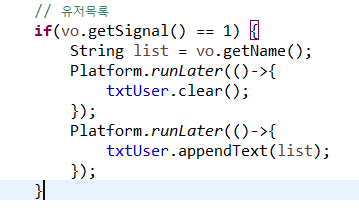 // 유저목록
if(vo.getSignal() == 1) {
String list = vo.getName();
Platform.runLater(()->{
txtUser.clear();
});
Platform.runLater(()->{
txtUser.appendText(list);
});
}